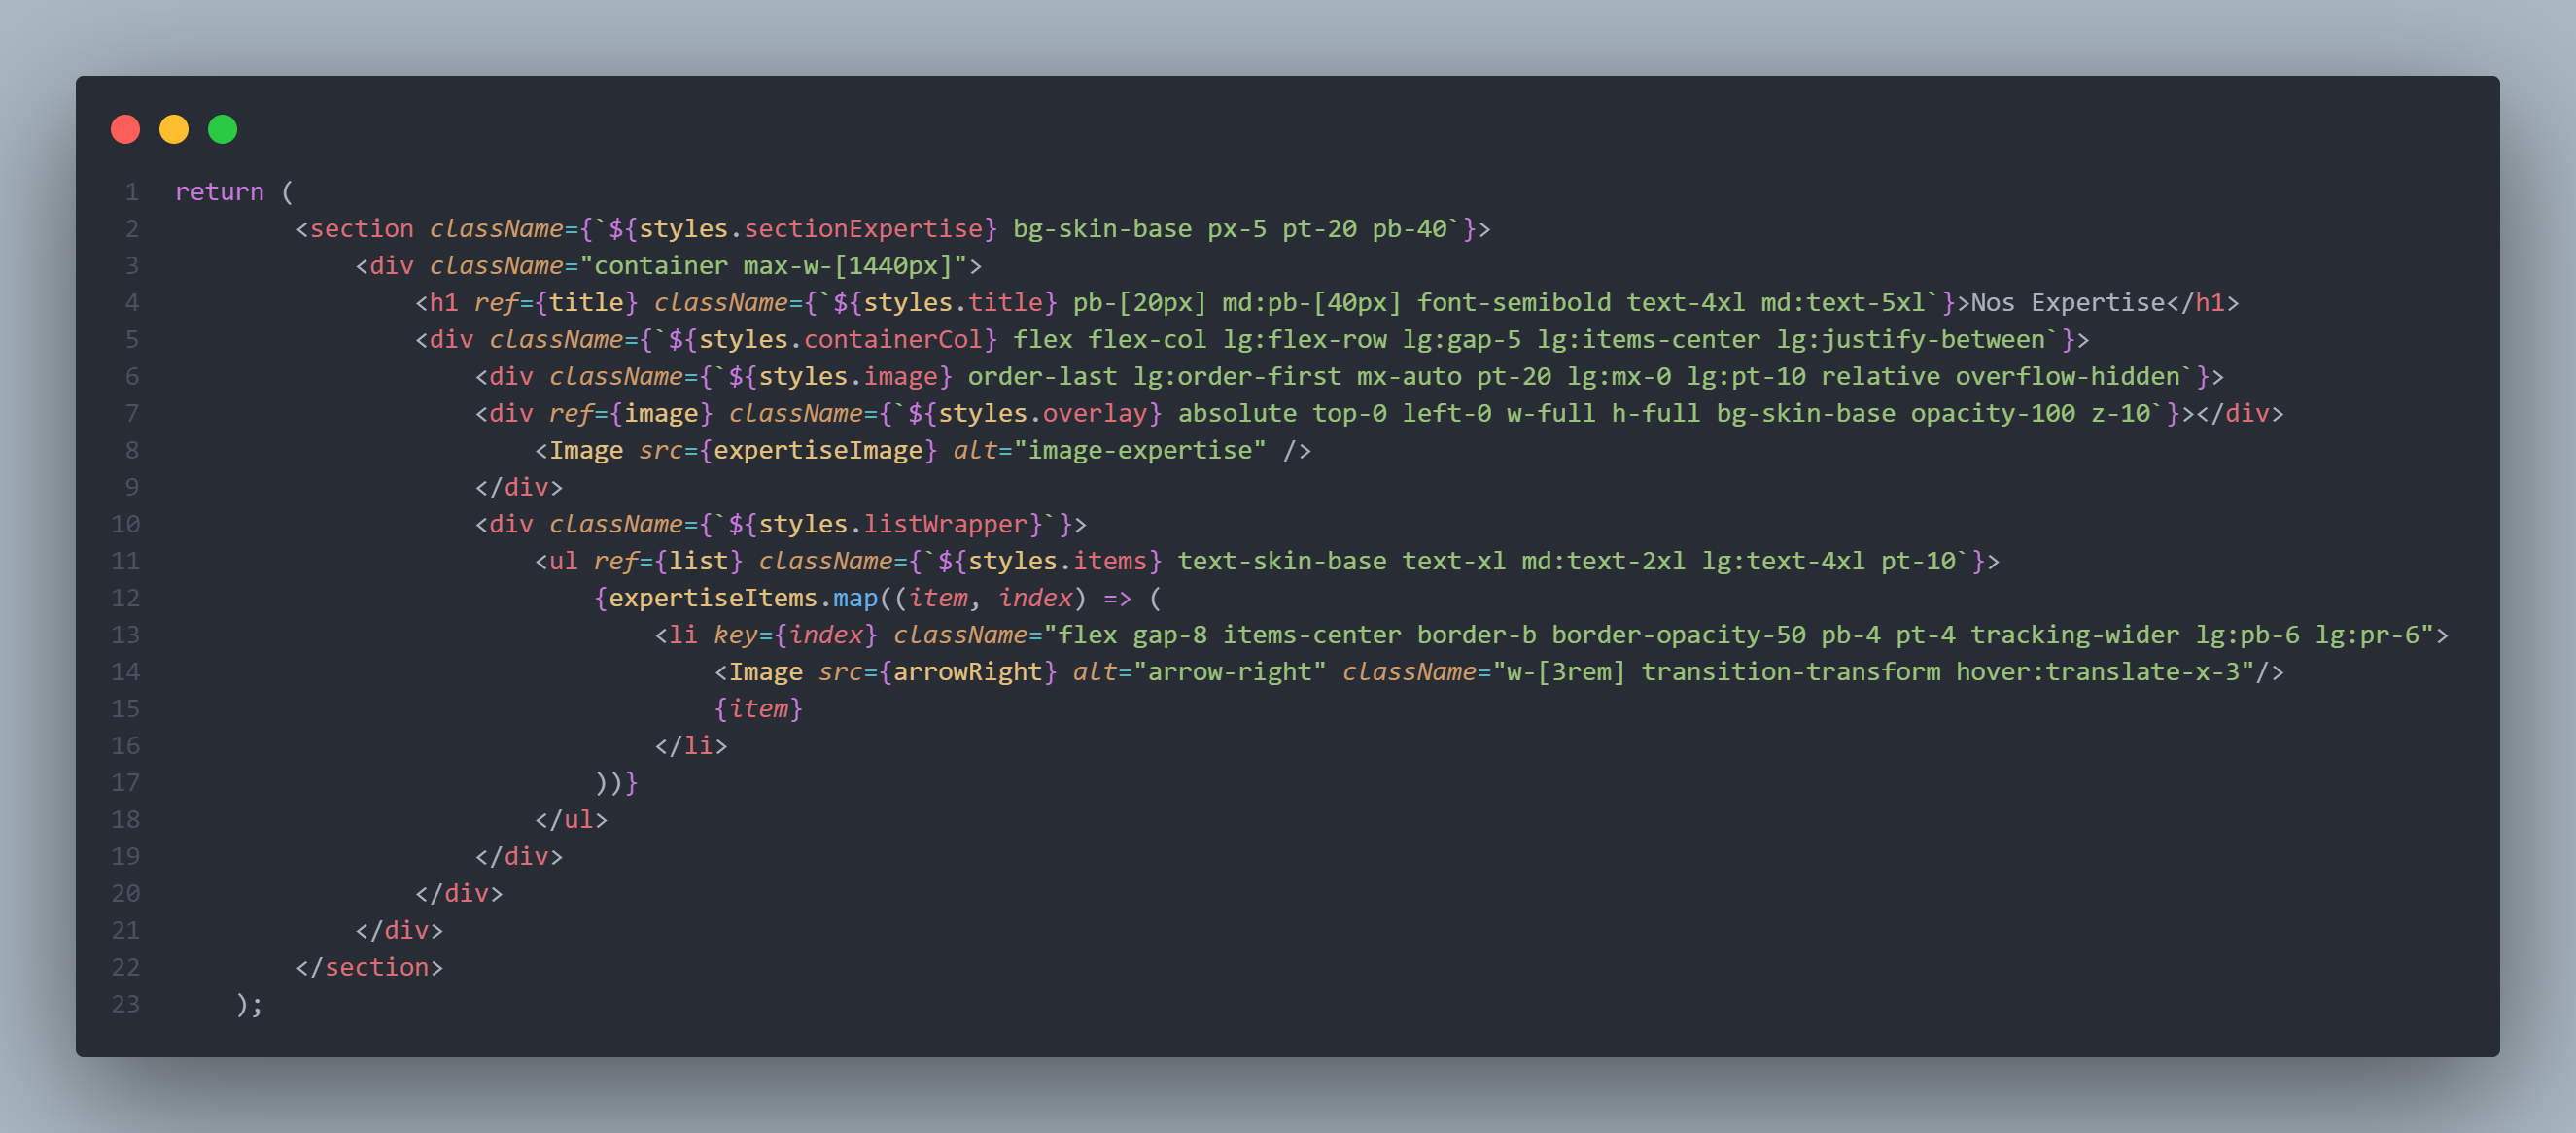 1 return (
2 <section className={`${styles.sectionExpertise} bg-skin-base px-5 pt-20 pb-40`}>
3 <div className="container max-w-[1440px]">
4 <h1 ref={title} className={`${styles.title} pb-[20px] md:pb-[40px] font-semibold text-4xl md:text-5xl`}>Nos Expertise</h1>
5 <div className={`${styles.containerCol} flex flex-col lg:flex-row lg:gap-5 lg:items-center lg:justify-between`}>
6 <div className={`${styles.image} order-last lg:order-first mx-auto pt-20 lg:mx-0 lg:pt-10 relative overflow-hidden`}>
7 <div ref={image} className={`${styles.overlay} absolute top-0 left-0 w-full h-full bg-skin-base opacity-100 z-10`}></div>
8 <Image src={expertiseImage} alt="image-expertise" />
9 </div>
10 <div className={`${styles.listWrapper}`}>
11 <ul ref={list} className={`${styles.items} text-skin-base text-xl md:text-2xl lg:text-4xl pt-10`}>
12 {expertiseItems.map((item, index) => (
13 <li key={index} className="flex gap-8 items-center border-b border-opacity-50 pb-4 pt-4 tracking-wider lg:pb-6 lg:pr-6">
14 <Image src={arrowRight} alt="arrow-right" className="w-[3rem] transition-transform hover:translate-x-3"/>
15 {item}
16 </li>
17 ))}
18 </ul>
19 </div>
20 </div>
21 </div>
22 </section>
23 );